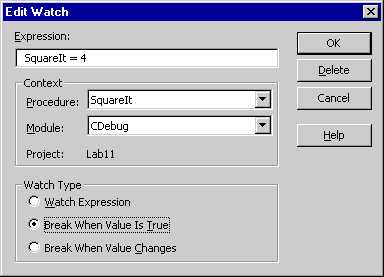 Edit Watch
Expression:
SquareIt = 4
OK
Delete
Cancel
Help
Context
Procedure: SquareIt
Module: CDebug
Project: Lab11
Watch Type
Watch Expression
Break When Value Is True
Break When Value Changes